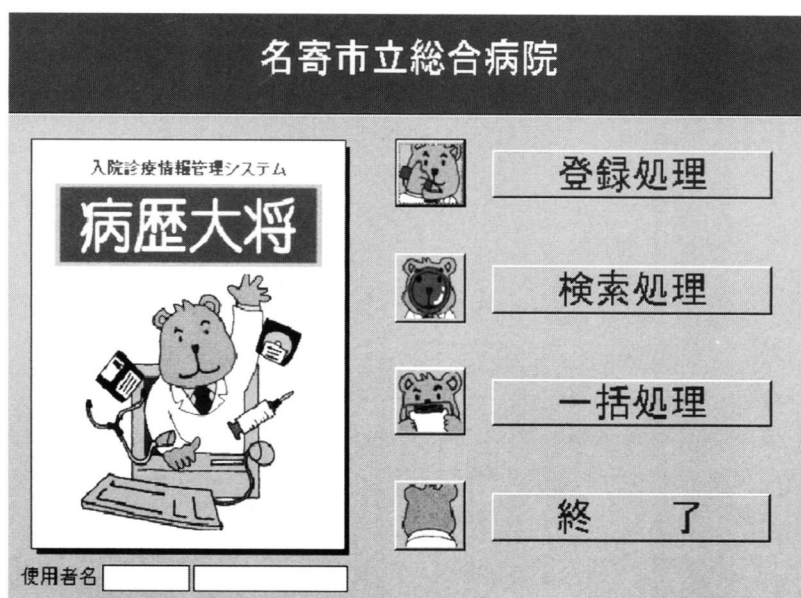 名寄市立総合病院
入院診療情報管理システム
病歴大将
登録処理
検索処理
一括処理
終 了
使用者名